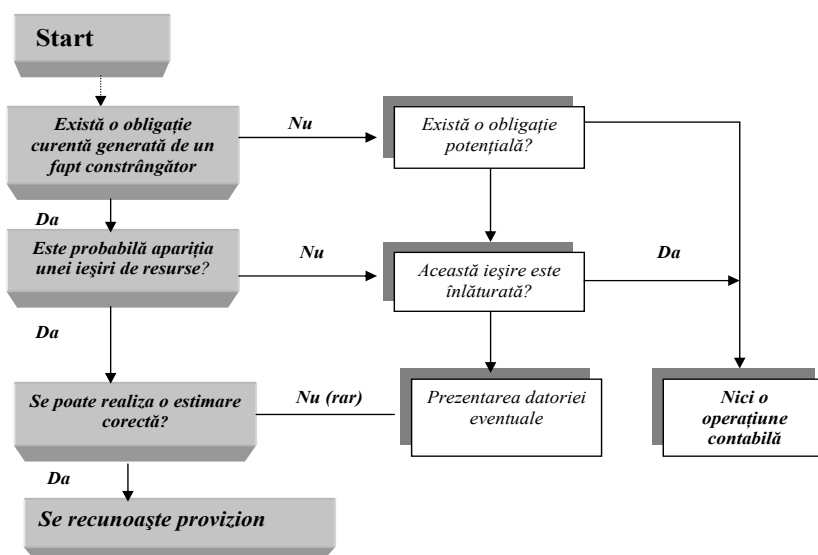 Start
Există o obligație
curentă generată de un
fapt constrângător
Nu
Există o obligație
potențială?
Da
Este probabilă apariția
unei ieşiri de resurse?
Nu
Această ieşire este
înlăturată?
Da
Da
Se poate realiza o estimare
corectă?
Nu (rar)
Prezentarea datoriei
eventuale
Nici o
operațiune
contabilă
Da
Se recunoaşte provizion